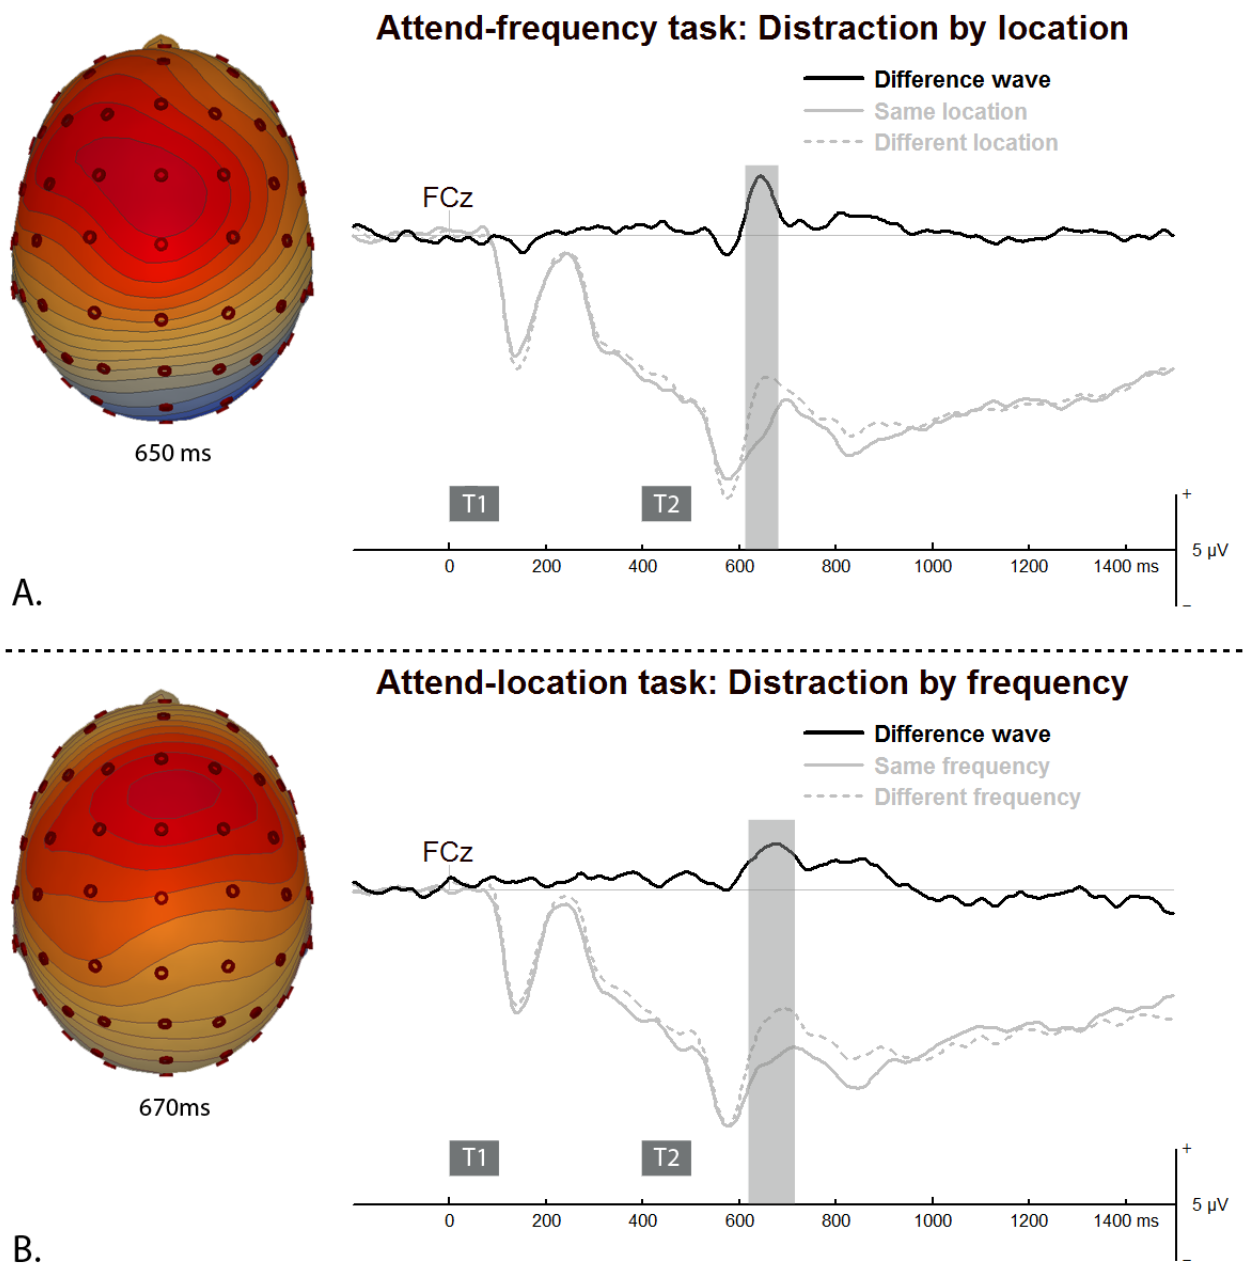 Attend-frequency task: Distraction by location
Difference wave
Same location
Different location
FCz
650 ms
T1 T2
+
5 µV
–
0 200 400 600 800 1000 1200 1400 ms
A.
Attend-location task: Distraction by frequency
Difference wave
Same frequency
Different frequency
FCz
670ms
T1 T2
+
5 µV
–
0 200 400 600 800 1000 1200 1400 ms
B.